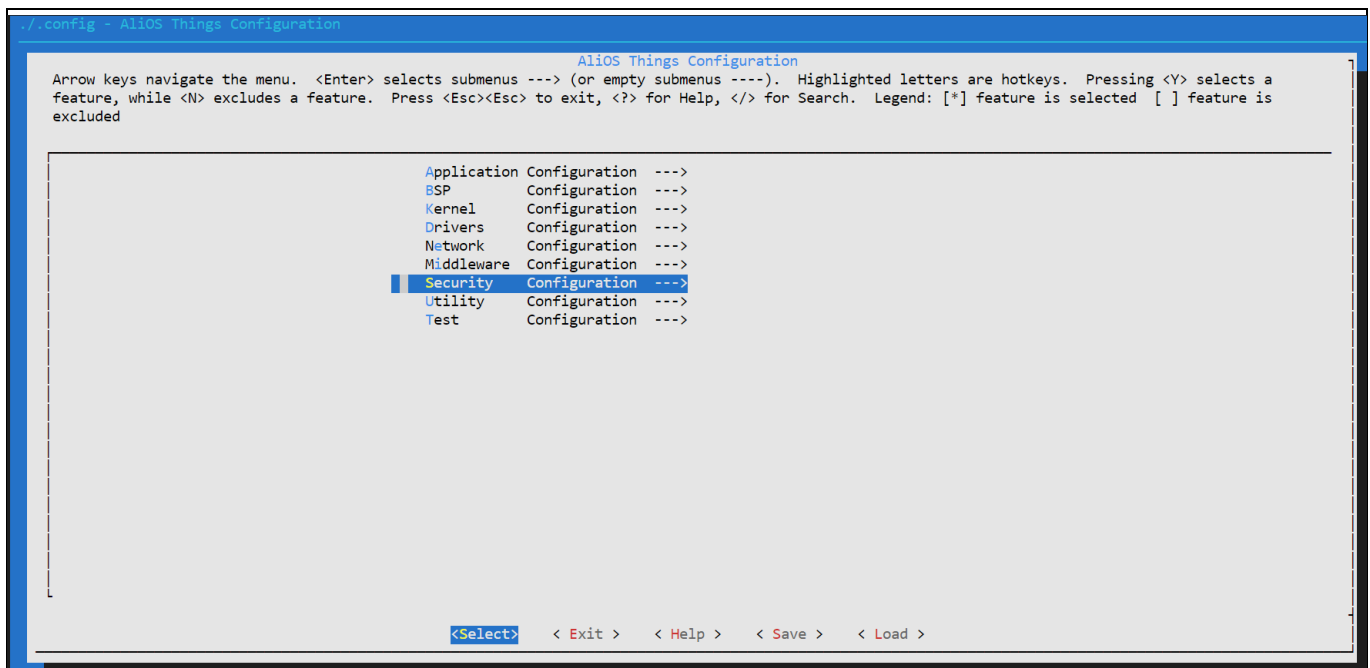 ./.config - AliOS Things Configuration
AliOS Things Configuration
Arrow keys navigate the menu.  <Enter> selects submenus ---> (or empty submenus ----).  Highlighted letters are hotkeys.  Pressing <Y> selects a
feature, while <N> excludes a feature.  Press <Esc><Esc> to exit, <?> for Help, </> for Search.  Legend: [*] feature is selected  [ ] feature is
excluded
Application Configuration  --->
BSP         Configuration  --->
Kernel      Configuration  --->
Drivers     Configuration  --->
Network     Configuration  --->
Middleware  Configuration  --->
Security    Configuration  --->
Utility     Configuration  --->
Test        Configuration  --->
<Select>    < Exit >    < Help >    < Save >    < Load >